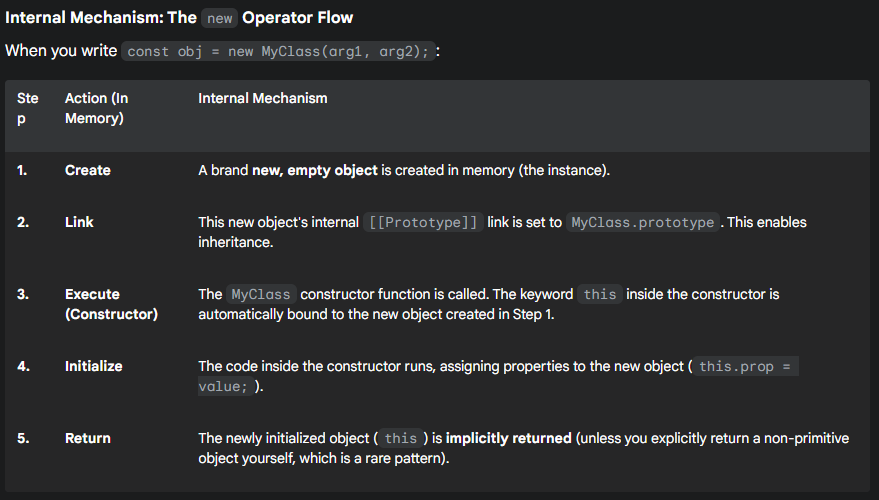 Internal Mechanism: The new Operator Flow
When you write const obj = new MyClass(arg1, arg2); :
Ste
p
Action (In
Memory)
Internal Mechanism
1.
Create
A brand new, empty object is created in memory (the instance).
2.
Link
This new object's internal [[Prototype]] link is set to MyClass.prototype . This enables
inheritance.
3.
Execute
(Constructor)
The MyClass constructor function is called. The keyword this inside the constructor is
automatically bound to the new object created in Step 1.
4.
Initialize
The code inside the constructor runs, assigning properties to the new object ( this.prop =
value; ).
5.
Return
The newly initialized object ( this ) is implicitly returned (unless you explicitly return a non-primitive
object yourself, which is a rare pattern).